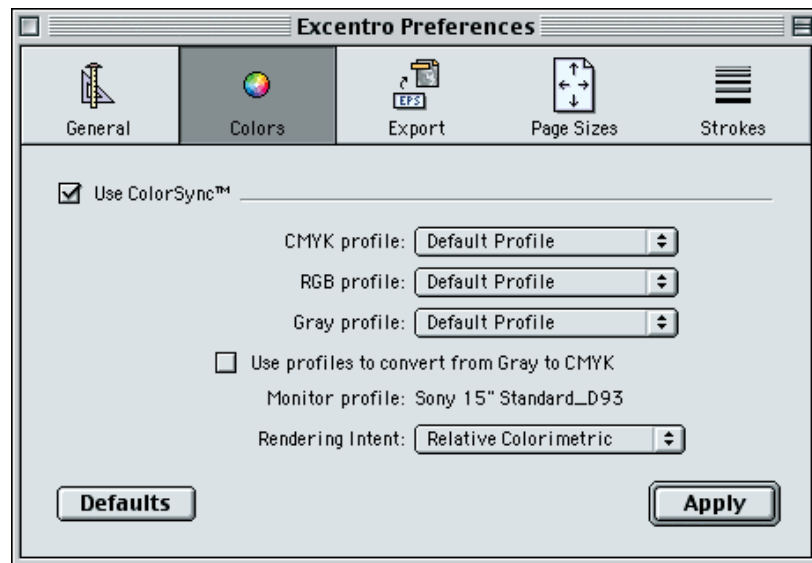 Excentro Preferences
EPS
General Colors Export Page Sizes Strokes
Use ColorSync™
CMYK profile: Default Profile
RGB profile: Default Profile
Gray profile: Default Profile
Use profiles to convert from Gray to CMYK
Monitor profile: Sony 15" Standard_D93
Rendering Intent: Relative Colorimetric
Defaults Apply